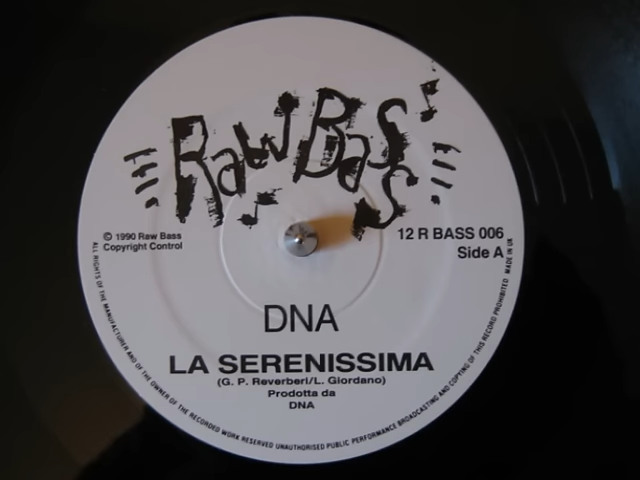 Raw Bass
© 1990 Raw Bass
Copyright Control
12 R BASS 006
Side A
DNA
LA SERENISSIMA
(G. P. Reverberi/L. Giordano)
Prodotta da
DNA
ALL RIGHTS OF THE MANUFACTURER AND OF THE OWNER OF THE RECORDED WORK RESERVED UNAUTHORISED PUBLIC PERFORMANCE BROADCASTING AND COPYING OF THIS RECORD PROHIBITED MADE IN UK